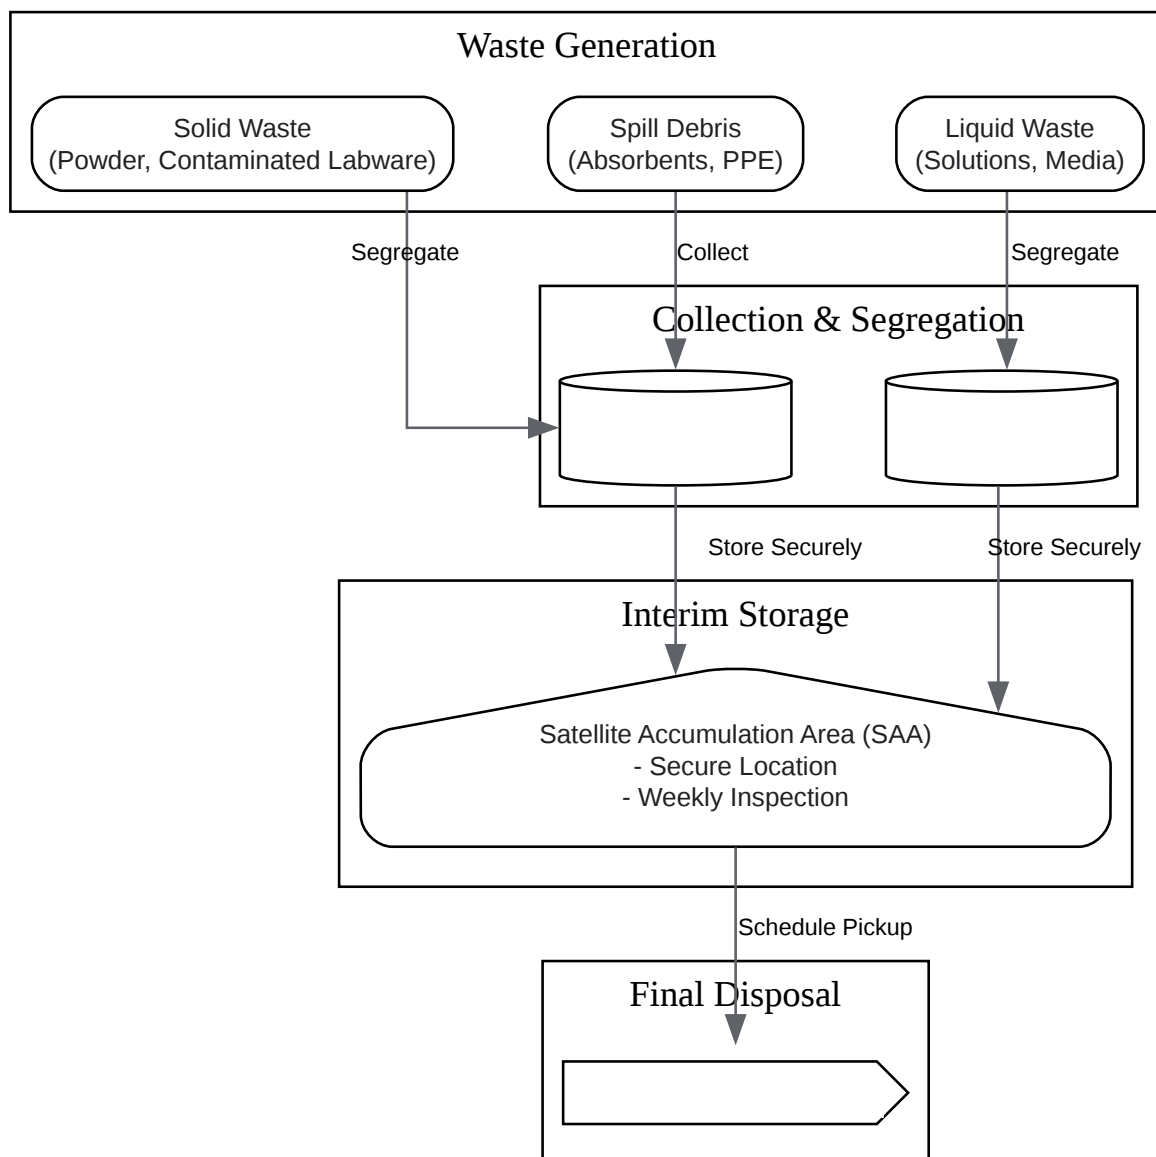 Waste Generation
Solid Waste
(Powder, Contaminated Labware)
Spill Debris
(Absorbents, PPE)
Liquid Waste
(Solutions, Media)
Segregate
Collect
Segregate
Collection & Segregation
Store Securely
Store Securely
Interim Storage
Satellite Accumulation Area (SAA)
- Secure Location
- Weekly Inspection
Schedule Pickup
Final Disposal